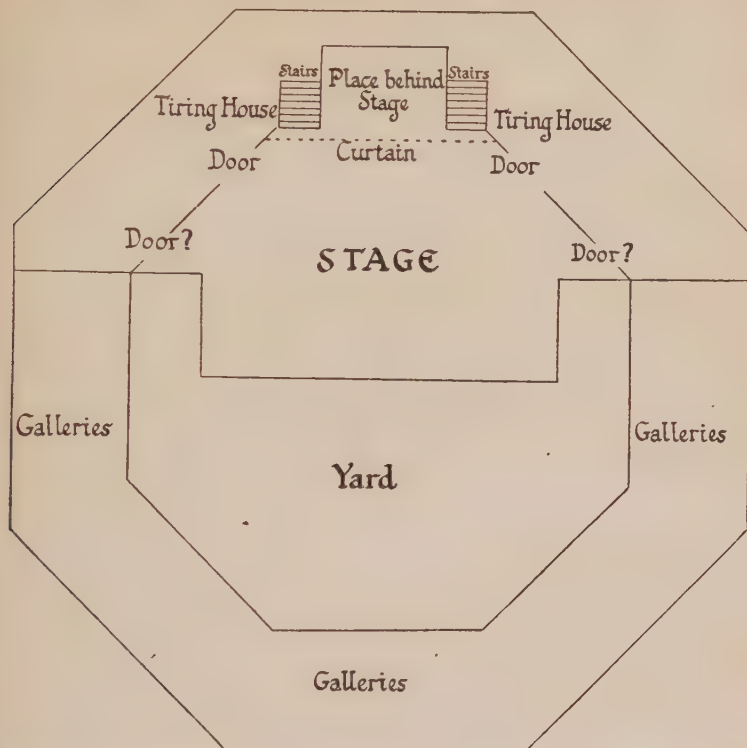 Stairs
Place behind
Stage
Stairs
Tiring House
Tiring House
Door
Curtain
Door
Door?
STAGE
Door?
Galleries
Yard
Galleries
Galleries